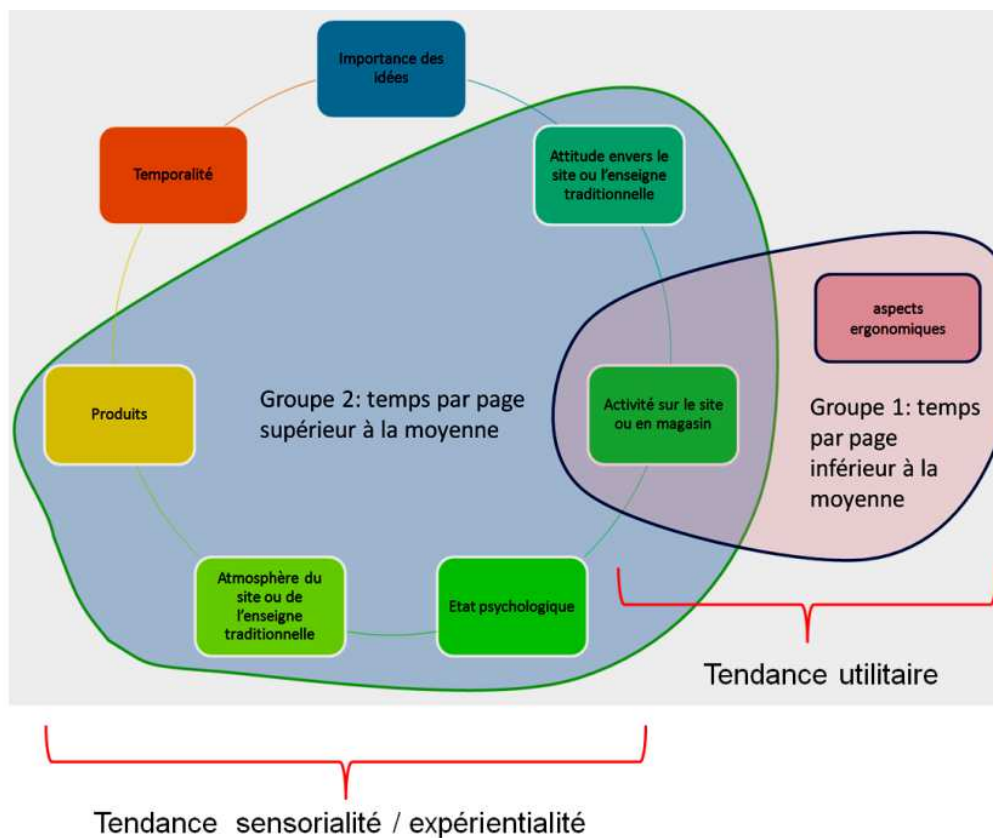 Importance des
idées
Temporalité
Attitude envers le
site ou l'enseigne
traditionnelle
aspects
ergonomiques
Produits
Groupe 2: temps par page
supérieur à la moyenne
Activité sur le site
ou en magasin
Groupe 1: temps
par page
inférieur à la
moyenne
Atmosphère du
site ou de
l'enseigne
traditionnelle
Etat psychologique
Tendance utilitaire
Tendance sensorialité / expérientialité